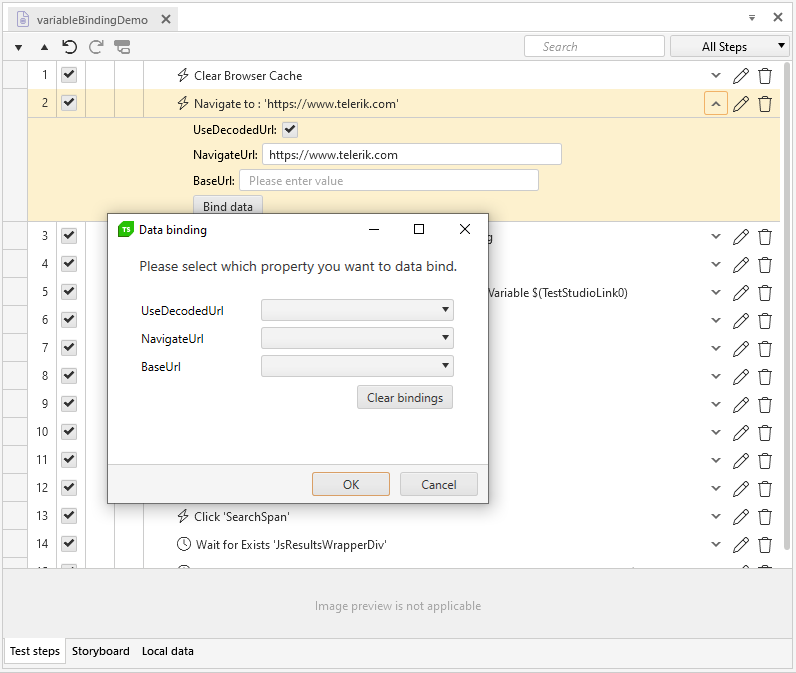 variableBindingDemo
Search
All Steps
1 Clear Browser Cache
2 Navigate to : 'https://www.telerik.com'
UseDecodedUrl:
NavigateUrl: https://www.telerik.com
BaseUrl: Please enter value
Bind data
TS Data binding
3
Please select which property you want to data bind.
4
5 Variable $(TestStudioLink0)
UseDecodedUrl
6
NavigateUrl
7
BaseUrl
8
Clear bindings
9
10
11
12
OK Cancel
13 Click 'SearchSpan'
14 Wait for Exists 'JsResultsWrapperDiv'
Image preview is not applicable
Test steps Storyboard Local data